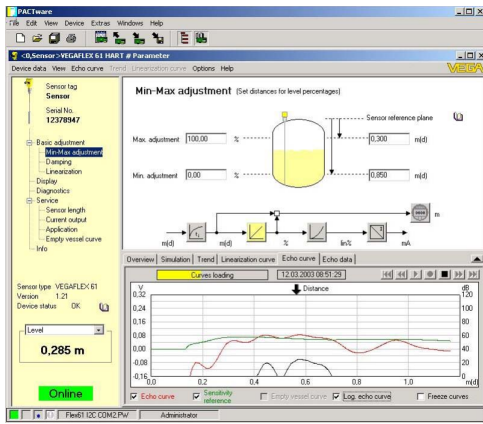 PACTware
File Edit View Device Extras Windows Help
<0,Sensor>VEGAFLEX 61 HART # Parameter
Device data View Echo curve Trend Linearization curve Options Help
VEGA
Sensor tag
Sensor
Serial No.
12378947
Basic adjustment
Min-Max adjustment
Damping
Linearization
Display
Diagnostics
Service
Sensor length
Current output
Application
Empty vessel curve
Info
Sensor type VEGAFLEX 61
Version 1.21
Device status OK
Level
0,285 m
Online
Min-Max adjustment (Set distances for level percentages)
Sensor reference plane
Max. adjustment 100,00 % 0,300 m(d)
Min. adjustment 0,00 % 0,850 m(d)
m
m(d) m(d) % lin% mA
Overview Simulation Trend Linearization curve Echo curve Echo data
Curves loading 12.03.2003 08:51:29
V Distance dB
0,32 120
0,24 100
0,16 80
0,08 60
0,00 40
-0,08 20
-0,16 0
0,0 0,2 0,4 0,6 0,8 1,0 m(d)
Echo curve Sensitivity reference Empty vessel curve Log. echo curve Freeze curves
Flex61 I2C COM2.PW Administrator